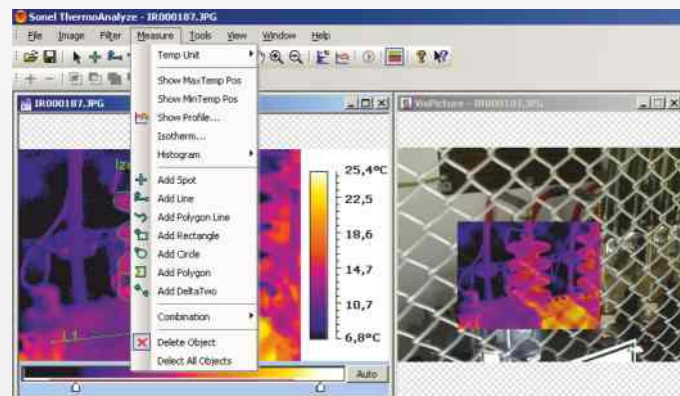 Sonel ThermoAnalyze - IR000187.JPG
File Image Filter Measure Tools View Window Help
Temp Unit
Show MaxTemp Pos
Show MinTemp Pos
Show Profile...
Isotherm...
Histogram
Add Spot
Add Line
Add Polygon Line
Add Rectangle
Add Circle
Add Polygon
Add DeltaTwo
Combination
Delete Object
Delect All Objects
IR000187.JPG
25,4°C
22,5
18,6
14,7
10,7
6,8°C
L1
Auto
VisPicture - IR000187.JPG